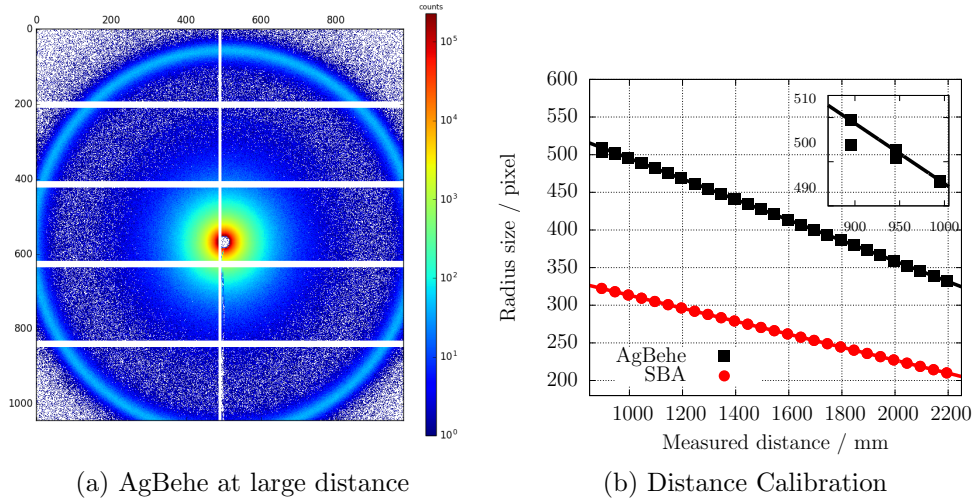 counts
0 200 400 600 800
0
200
400
600
800
1000
10^5
10^4
10^3
10^2
10^1
10^0
(a) AgBehe at large distance
Radius size / pixel
600
550
500
450
400
350
300
250
200
510
500
490
900 950 1000
AgBehe
SBA
1000 1200 1400 1600 1800 2000 2200
Measured distance / mm
(b) Distance Calibration